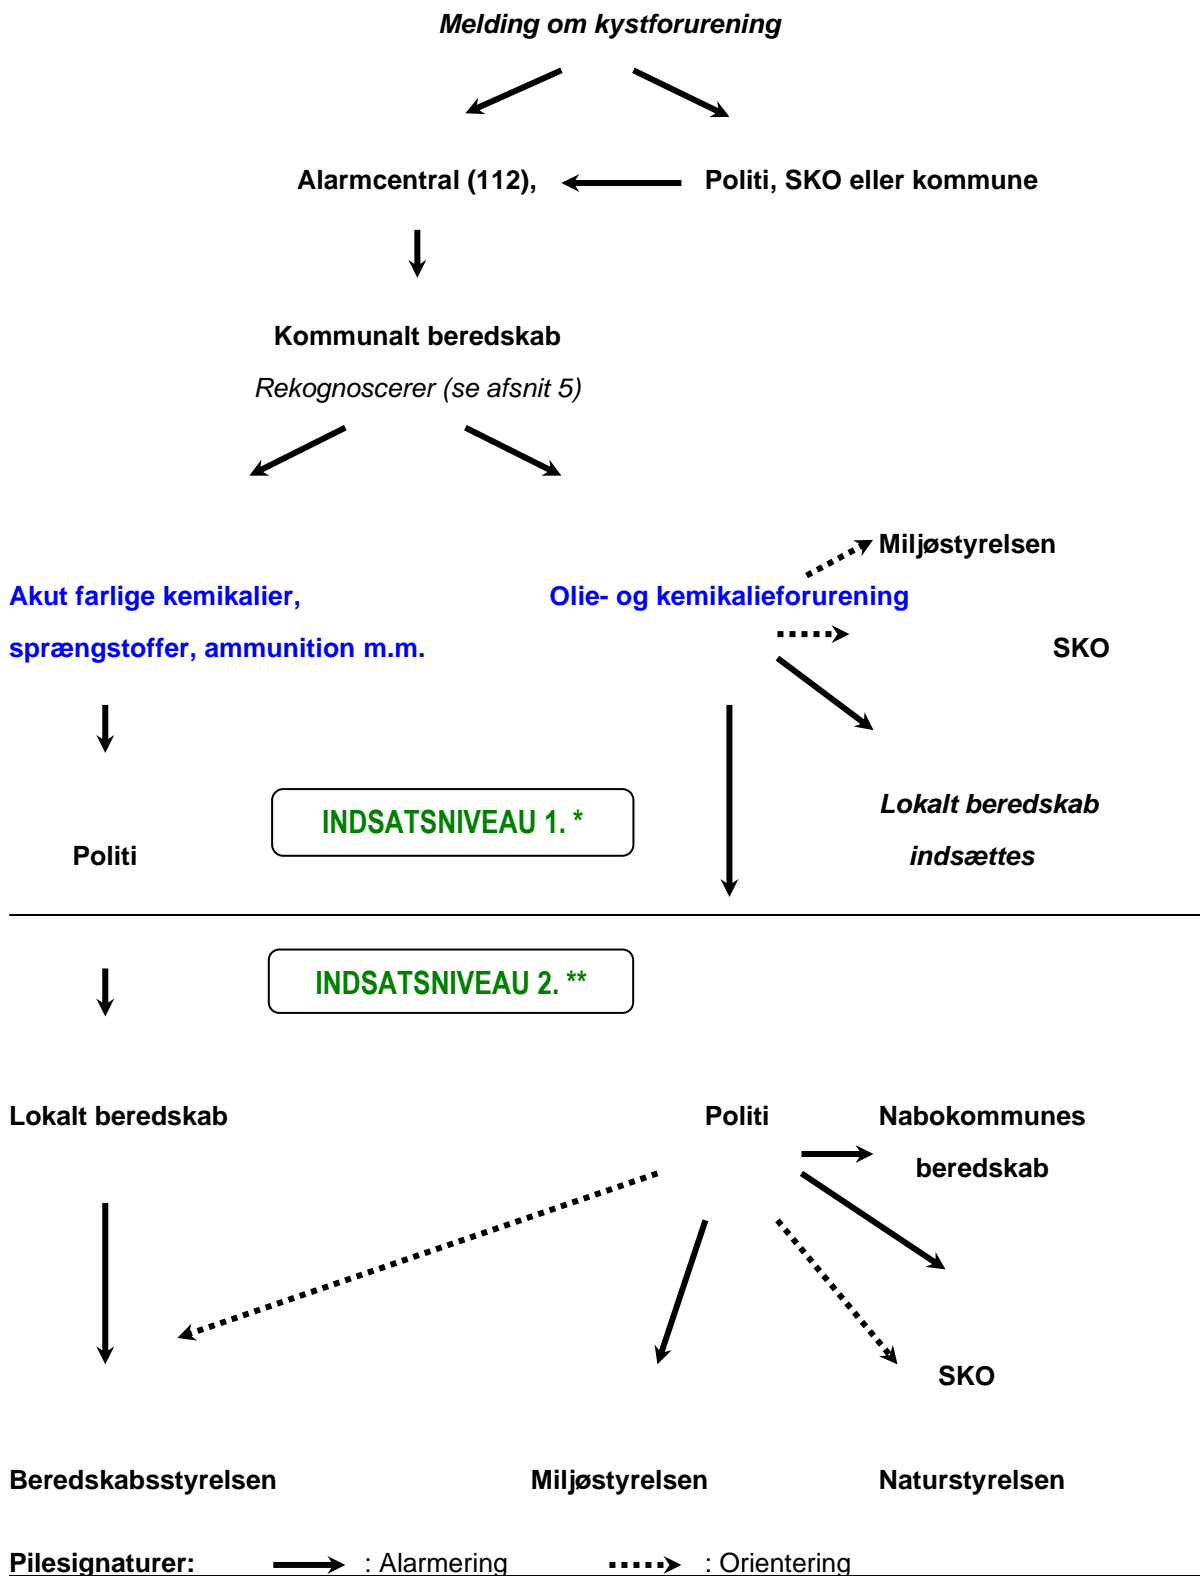 Melding om kystforurening
Alarmcentral (112),
Politi, SKO eller kommune
Kommunalt beredskab
Rekognoscerer (se afsnit 5)
Miljøstyrelsen
Akut farlige kemikalier,
Olie- og kemikalieforurening
sprængstoffer, ammunition m.m.
SKO
Lokalt beredskab
INDSATSNIVEAU 1. *
Politi
indsættes
INDSATSNIVEAU 2. **
Lokalt beredskab
Politi
Nabokommunes
beredskab
SKO
Beredskabsstyrelsen
Miljøstyrelsen
Naturstyrelsen
Pilesignaturer: : Alarmering : Orientering